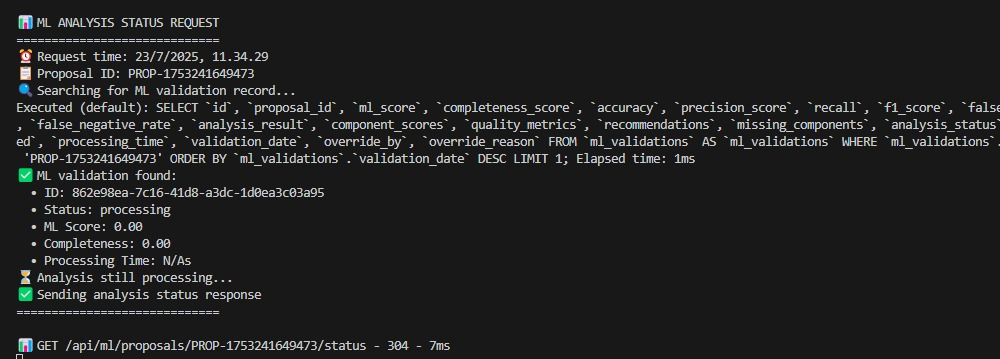 📊 ML ANALYSIS STATUS REQUEST
=============================
⏰ Request time: 23/7/2025, 11.34.29
📋 Proposal ID: PROP-1753241649473
🔍 Searching for ML validation record...
Executed (default): SELECT `id`, `proposal_id`, `ml_score`, `completeness_score`, `accuracy`, `precision_score`, `recall`, `f1_score`, `false
, `false_negative_rate`, `analysis_result`, `component_scores`, `quality_metrics`, `recommendations`, `missing_components`, `analysis_status`
ed`, `processing_time`, `validation_date`, `override_by`, `override_reason` FROM `ml_validations` AS `ml_validations` WHERE `ml_validations`.
'PROP-1753241649473' ORDER BY `ml_validations`.`validation_date` DESC LIMIT 1; Elapsed time: 1ms
✅ ML validation found:
• ID: 862e98ea-7c16-41d8-a3dc-1d0ea3c03a95
• Status: processing
• ML Score: 0.00
• Completeness: 0.00
• Processing Time: N/As
⏳ Analysis still processing...
✅ Sending analysis status response
=============================
📊 GET /api/ml/proposals/PROP-1753241649473/status - 304 - 7ms